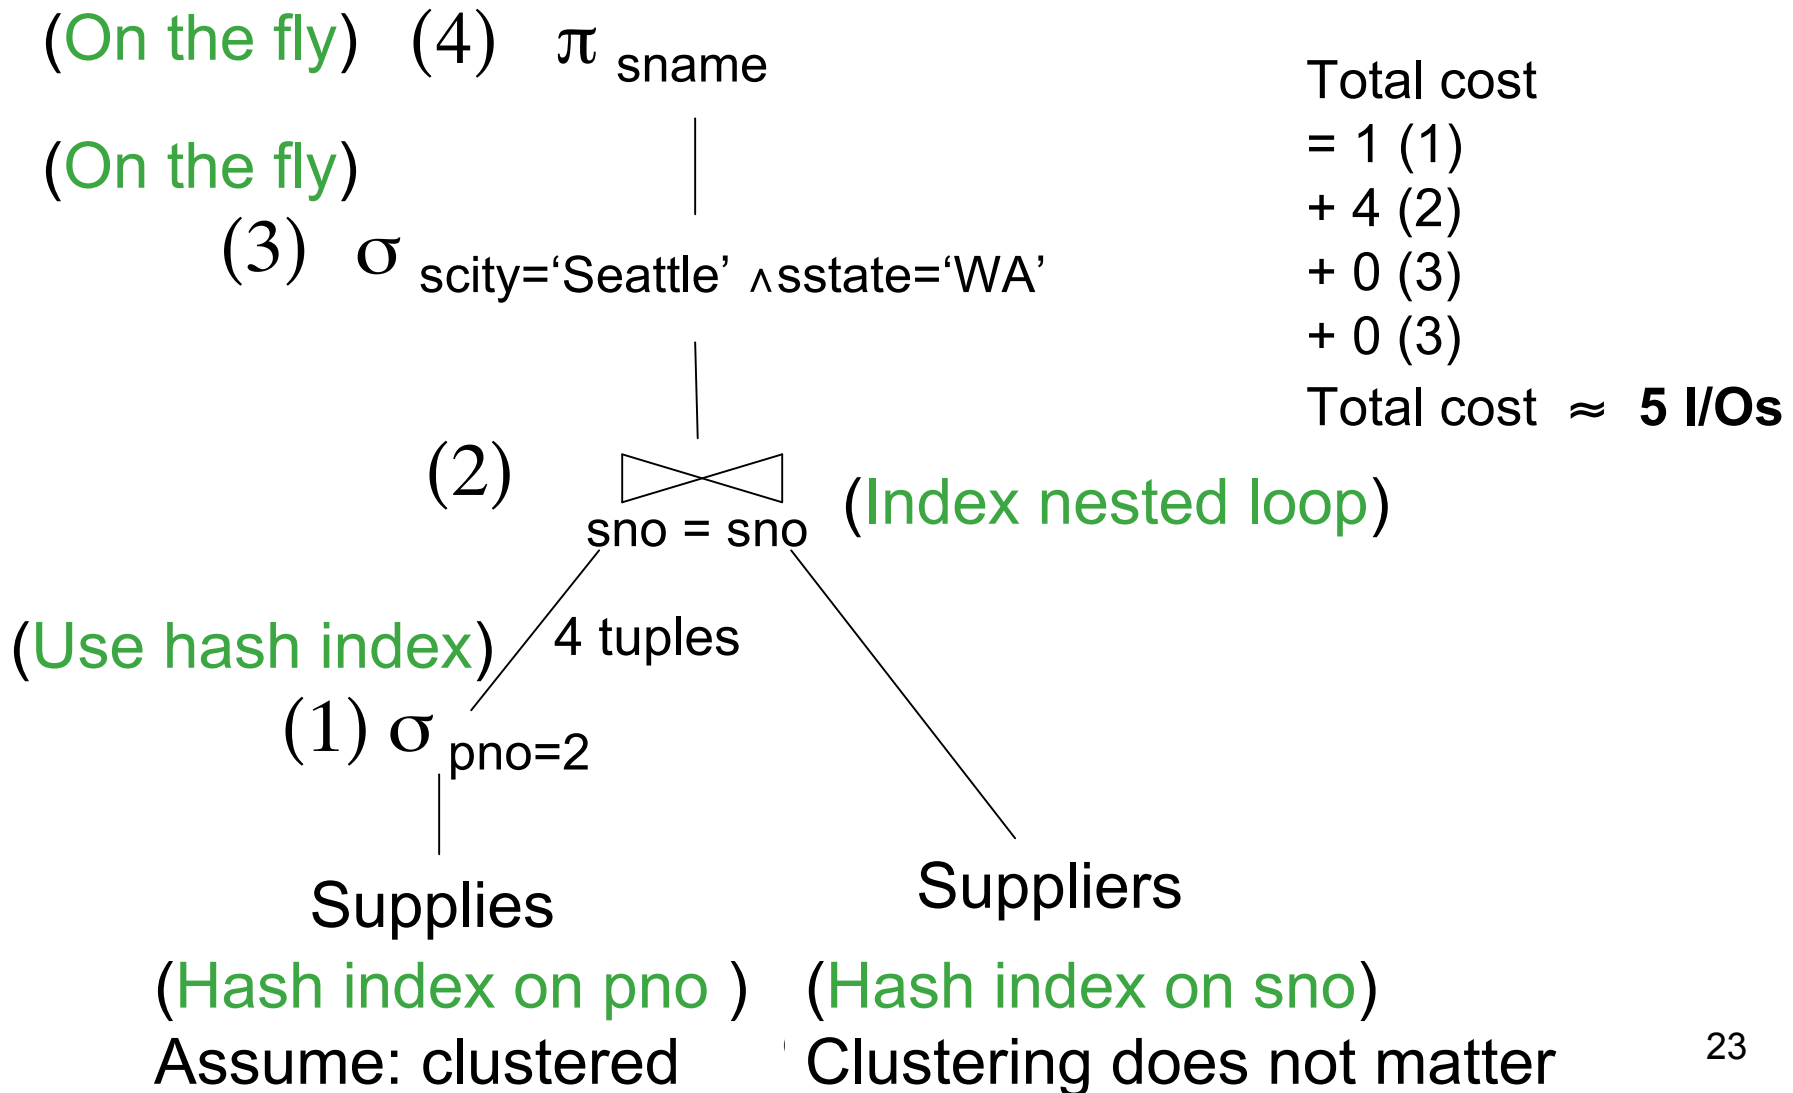 (On the fly) (4) π sname
Total cost
= 1 (1)
(On the fly)
+ 4 (2)
(3) σ scity=‘Seattle’ ∧sstate=‘WA’
+ 0 (3)
+ 0 (3)
Total cost ≈ 5 I/Os
(2)
(Index nested loop)
sno = sno
(Use hash index)
4 tuples
(1) σ pno=2
Supplies
Suppliers
(Hash index on pno )
(Hash index on sno)
Assume: clustered
Clustering does not matter
23